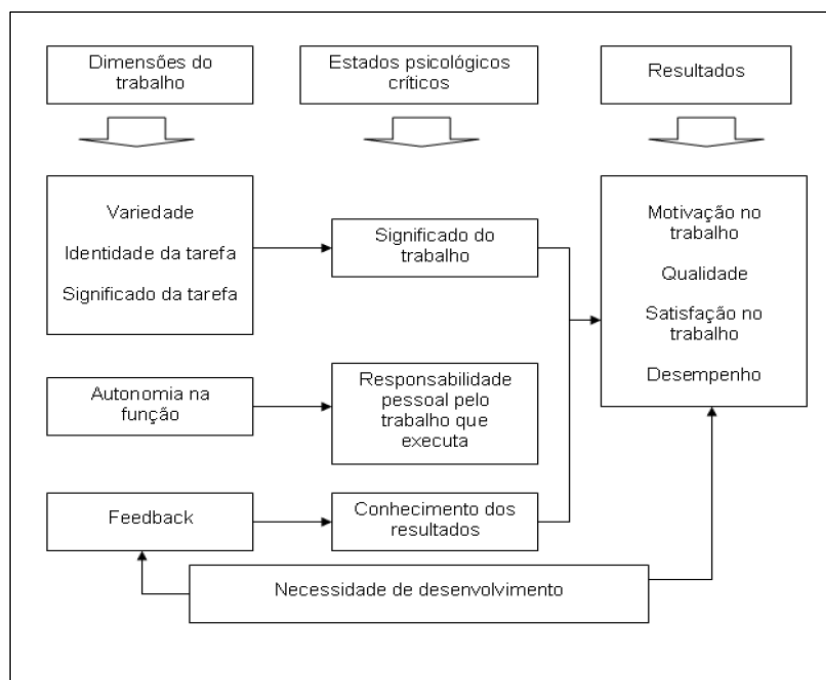 Dimensões do
trabalho
Estados psicológicos
críticos
Resultados
Variedade
Identidade da tarefa
Significado da tarefa
Significado do
trabalho
Motivação no
trabalho
Qualidade
Satisfação no
trabalho
Desempenho
Autonomia na
função
Responsabilidade
pessoal pelo
trabalho que
executa
Feedback
Conhecimento dos
resultados
Necessidade de desenvolvimento